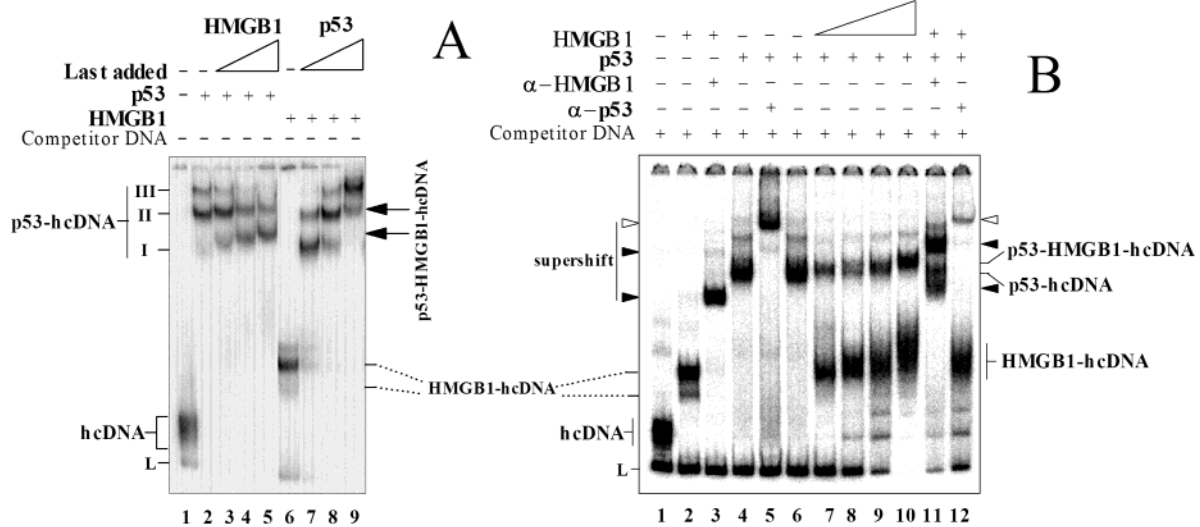 A
HMGB1 p53
Last added - - -
p53 - + + + +
HMGB1 + + + +
Competitor DNA - - - - - - - - -
III
II
I
p53-hcDNA
p53-HMGB1-hcDNA
HMGB1-hcDNA
hcDNA
L
1 2 3 4 5 6 7 8 9
B
HMGB1 - + + - - - + +
p53 - - - + + + + + + + + +
α-HMGB1 - - + - - - - - - - + -
α-p53 - - - - + - - - - - - +
Competitor DNA + + + + + + + + + + + +
supershift
p53-HMGB1-hcDNA
p53-hcDNA
HMGB1-hcDNA
hcDNA
L
1 2 3 4 5 6 7 8 9 10 11 12